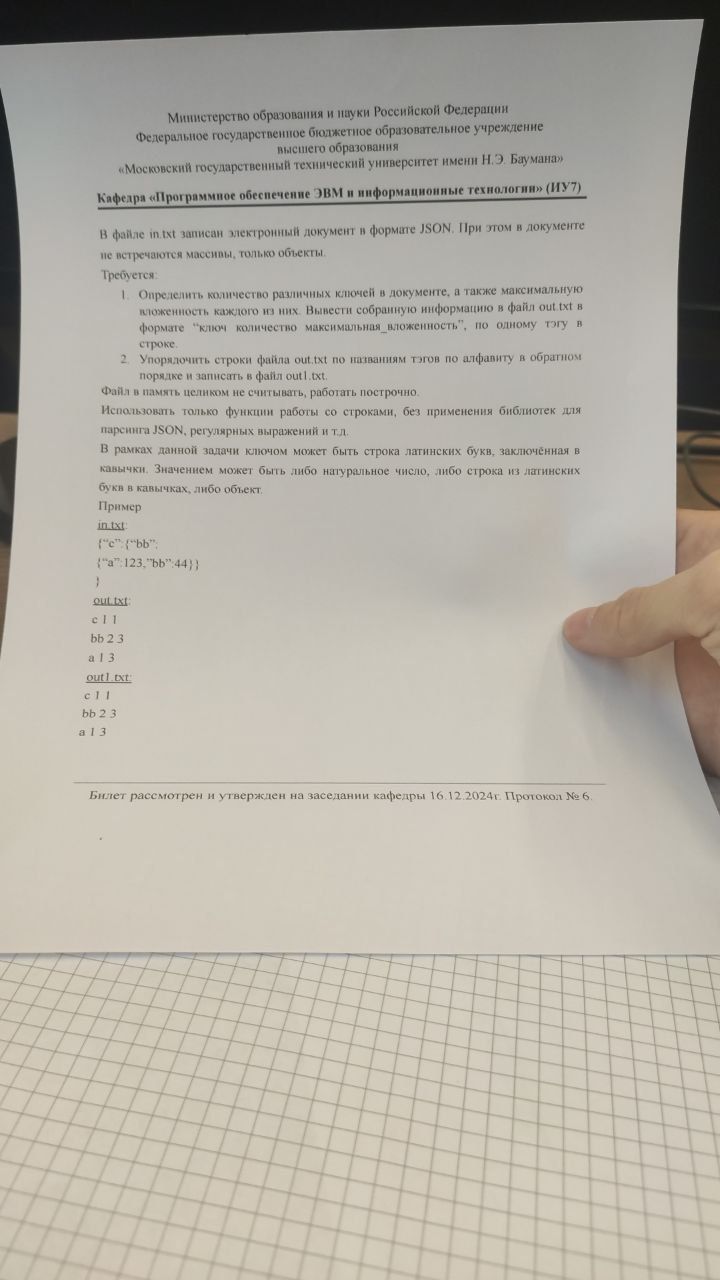 Министерство образования и науки Российской Федерации
Федеральное государственное бюджетное образовательное учреждение
высшего образования
«Московский государственный технический университет имени Н.Э. Баумана»
Кафедра «Программное обеспечение ЭВМ и информационные технологии» (ИУ7)
В файле in.txt записан электронный документ в формате JSON. При этом в документе
не встречаются массивы, только объекты.
Требуется:
1. Определить количество различных ключей в документе, а также максимальную
вложенность каждого из них. Вывести собранную информацию в файл out.txt в
формате “ключ количество максимальная_вложенность”, по одному тэгу в
строке.
2. Упорядочить строки файла out.txt по названиям тэгов по алфавиту в обратном
порядке и записать в файл out1.txt.
Файл в память целиком не считывать, работать построчно.
Использовать только функции работы со строками, без применения библиотек для
парсинга JSON, регулярных выражений и т.д.
В рамках данной задачи ключом может быть строка латинских букв, заключённая в
кавычки. Значением может быть либо натуральное число, либо строка из латинских
букв в кавычках, либо объект.
Пример
in.txt:
{“c”:{“bb”:
{“a”:123,”bb”:44}}
}
out.txt:
c 1 1
bb 2 3
a 1 3
out1.txt:
c 1 1
bb 2 3
a 1 3
Билет рассмотрен и утвержден на заседании кафедры 16.12.2024г. Протокол № 6.